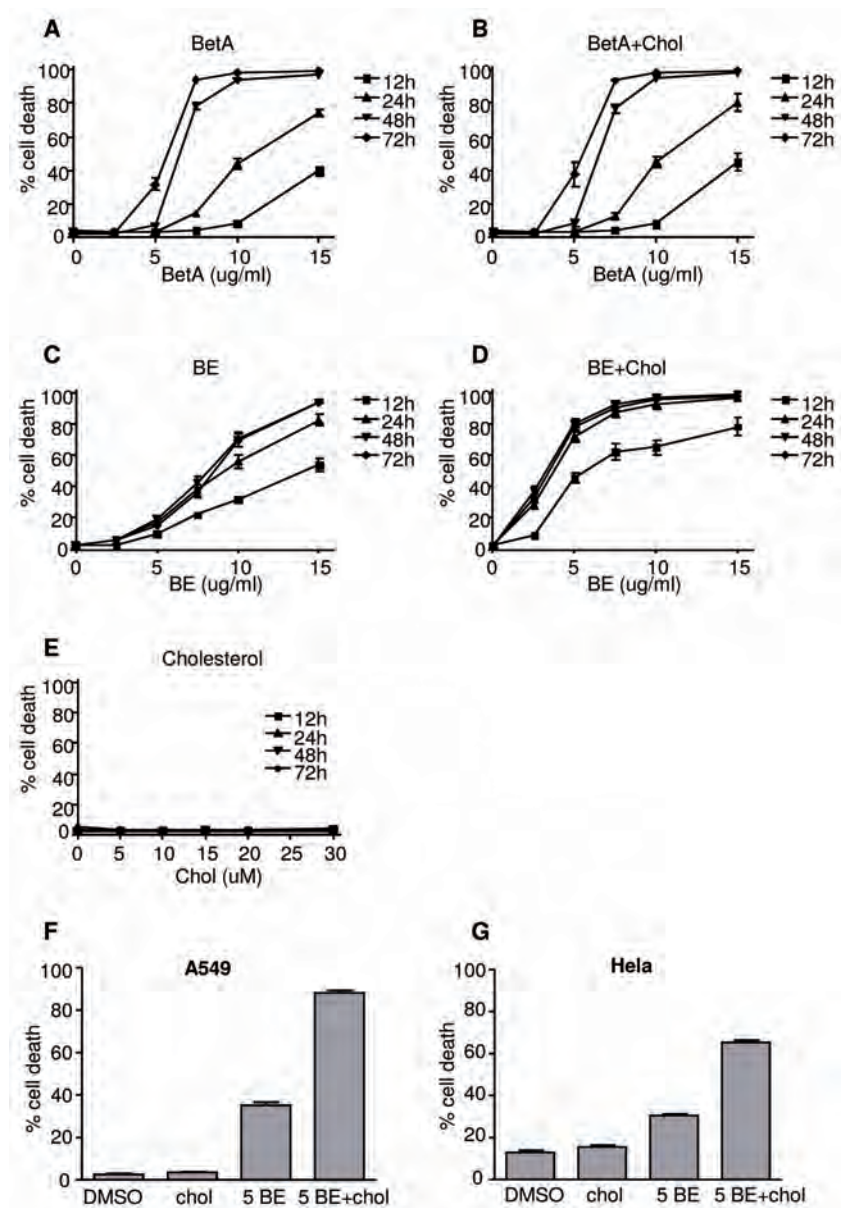 A
BetA
% cell death
100
80
60
40
20
0
0 5 10 15
BetA (ug/ml)
12h
24h
48h
72h
B
BetA+Chol
% cell death
100
80
60
40
20
0
0 5 10 15
BetA (ug/ml)
12h
24h
48h
72h
C
BE
% cell death
100
80
60
40
20
0
0 5 10 15
BE (ug/ml)
12h
24h
48h
72h
D
BE+Chol
% cell death
100
80
60
40
20
0
0 5 10 15
BE (ug/ml)
12h
24h
48h
72h
E
Cholesterol
% cell death
100
80
60
40
20
0
0 5 10 15 20 25 30
Chol (uM)
12h
24h
48h
72h
F
A549
% cell death
100
80
60
40
20
0
DMSO chol 5 BE 5 BE+chol
G
Hela
% cell death
100
80
60
40
20
0
DMSO chol 5 BE 5 BE+chol